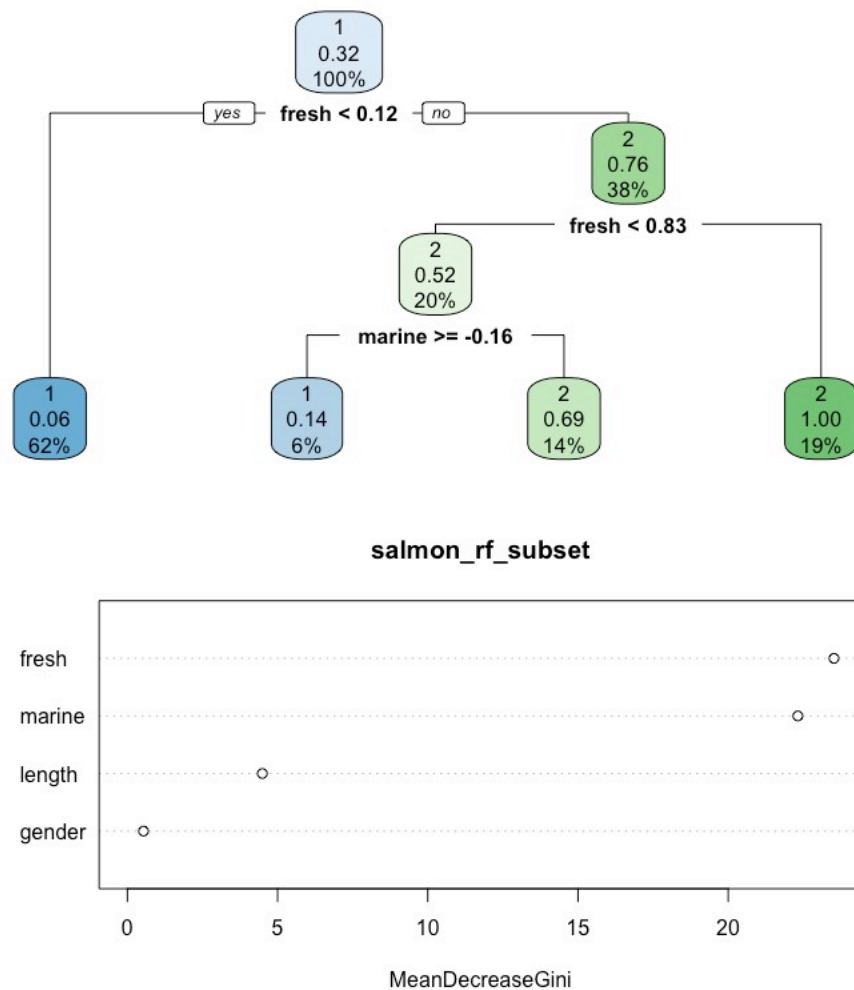 1
0.32
100%
yes fresh < 0.12 no
2
0.76
38%
fresh < 0.83
2
0.52
20%
marine >= -0.16
1
0.06
62%
1
0.14
6%
2
0.69
14%
2
1.00
19%
salmon_rf_subset
fresh
marine
length
gender
0 5 10 15 20
MeanDecreaseGini